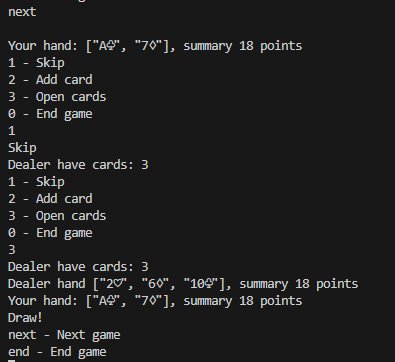 next
Your hand: ["A♧", "7◊"], summary 18 points
1 - Skip
2 - Add card
3 - Open cards
0 - End game
1
Skip
Dealer have cards: 3
1 - Skip
2 - Add card
3 - Open cards
0 - End game
3
Dealer have cards: 3
Dealer hand ["2♡", "6◊", "10♧"], summary 18 points
Your hand: ["A♧", "7◊"], summary 18 points
Draw!
next - Next game
end - End game